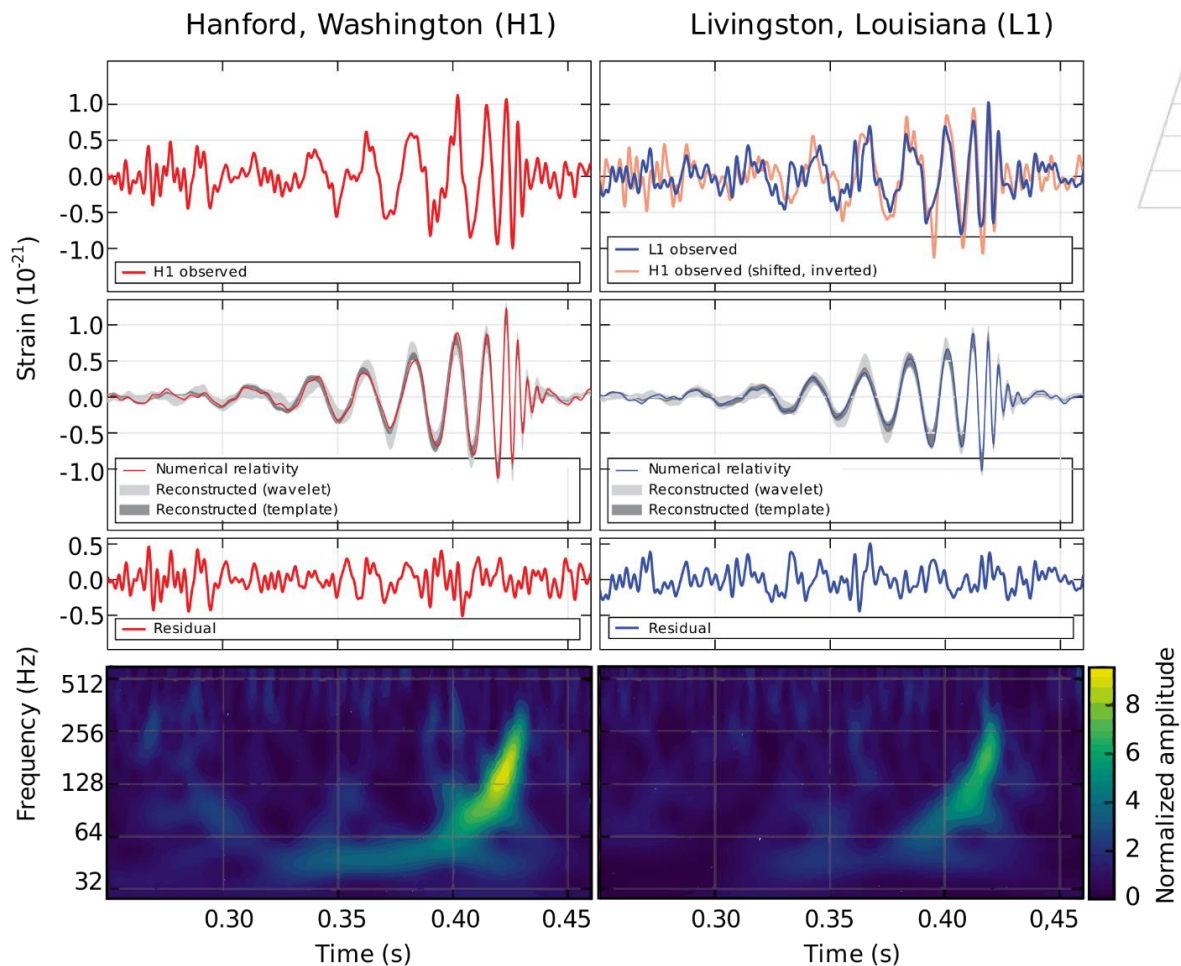 Hanford, Washington (H1)
Livingston, Louisiana (L1)
Strain (10-21)
1.0
0.5
0.0
-0.5
-1.0
H1 observed
L1 observed
H1 observed (shifted, inverted)
1.0
0.5
0.0
-0.5
-1.0
Numerical relativity
Reconstructed (wavelet)
Reconstructed (template)
Numerical relativity
Reconstructed (wavelet)
Reconstructed (template)
0.5
0.0
-0.5
Residual
Residual
Frequency (Hz)
512
256
128
64
32
Normalized amplitude
8
6
4
2
0
0.30
0.35
0.40
0.45
0.30
0.35
0.40
0,45
Time (s)
Time (s)